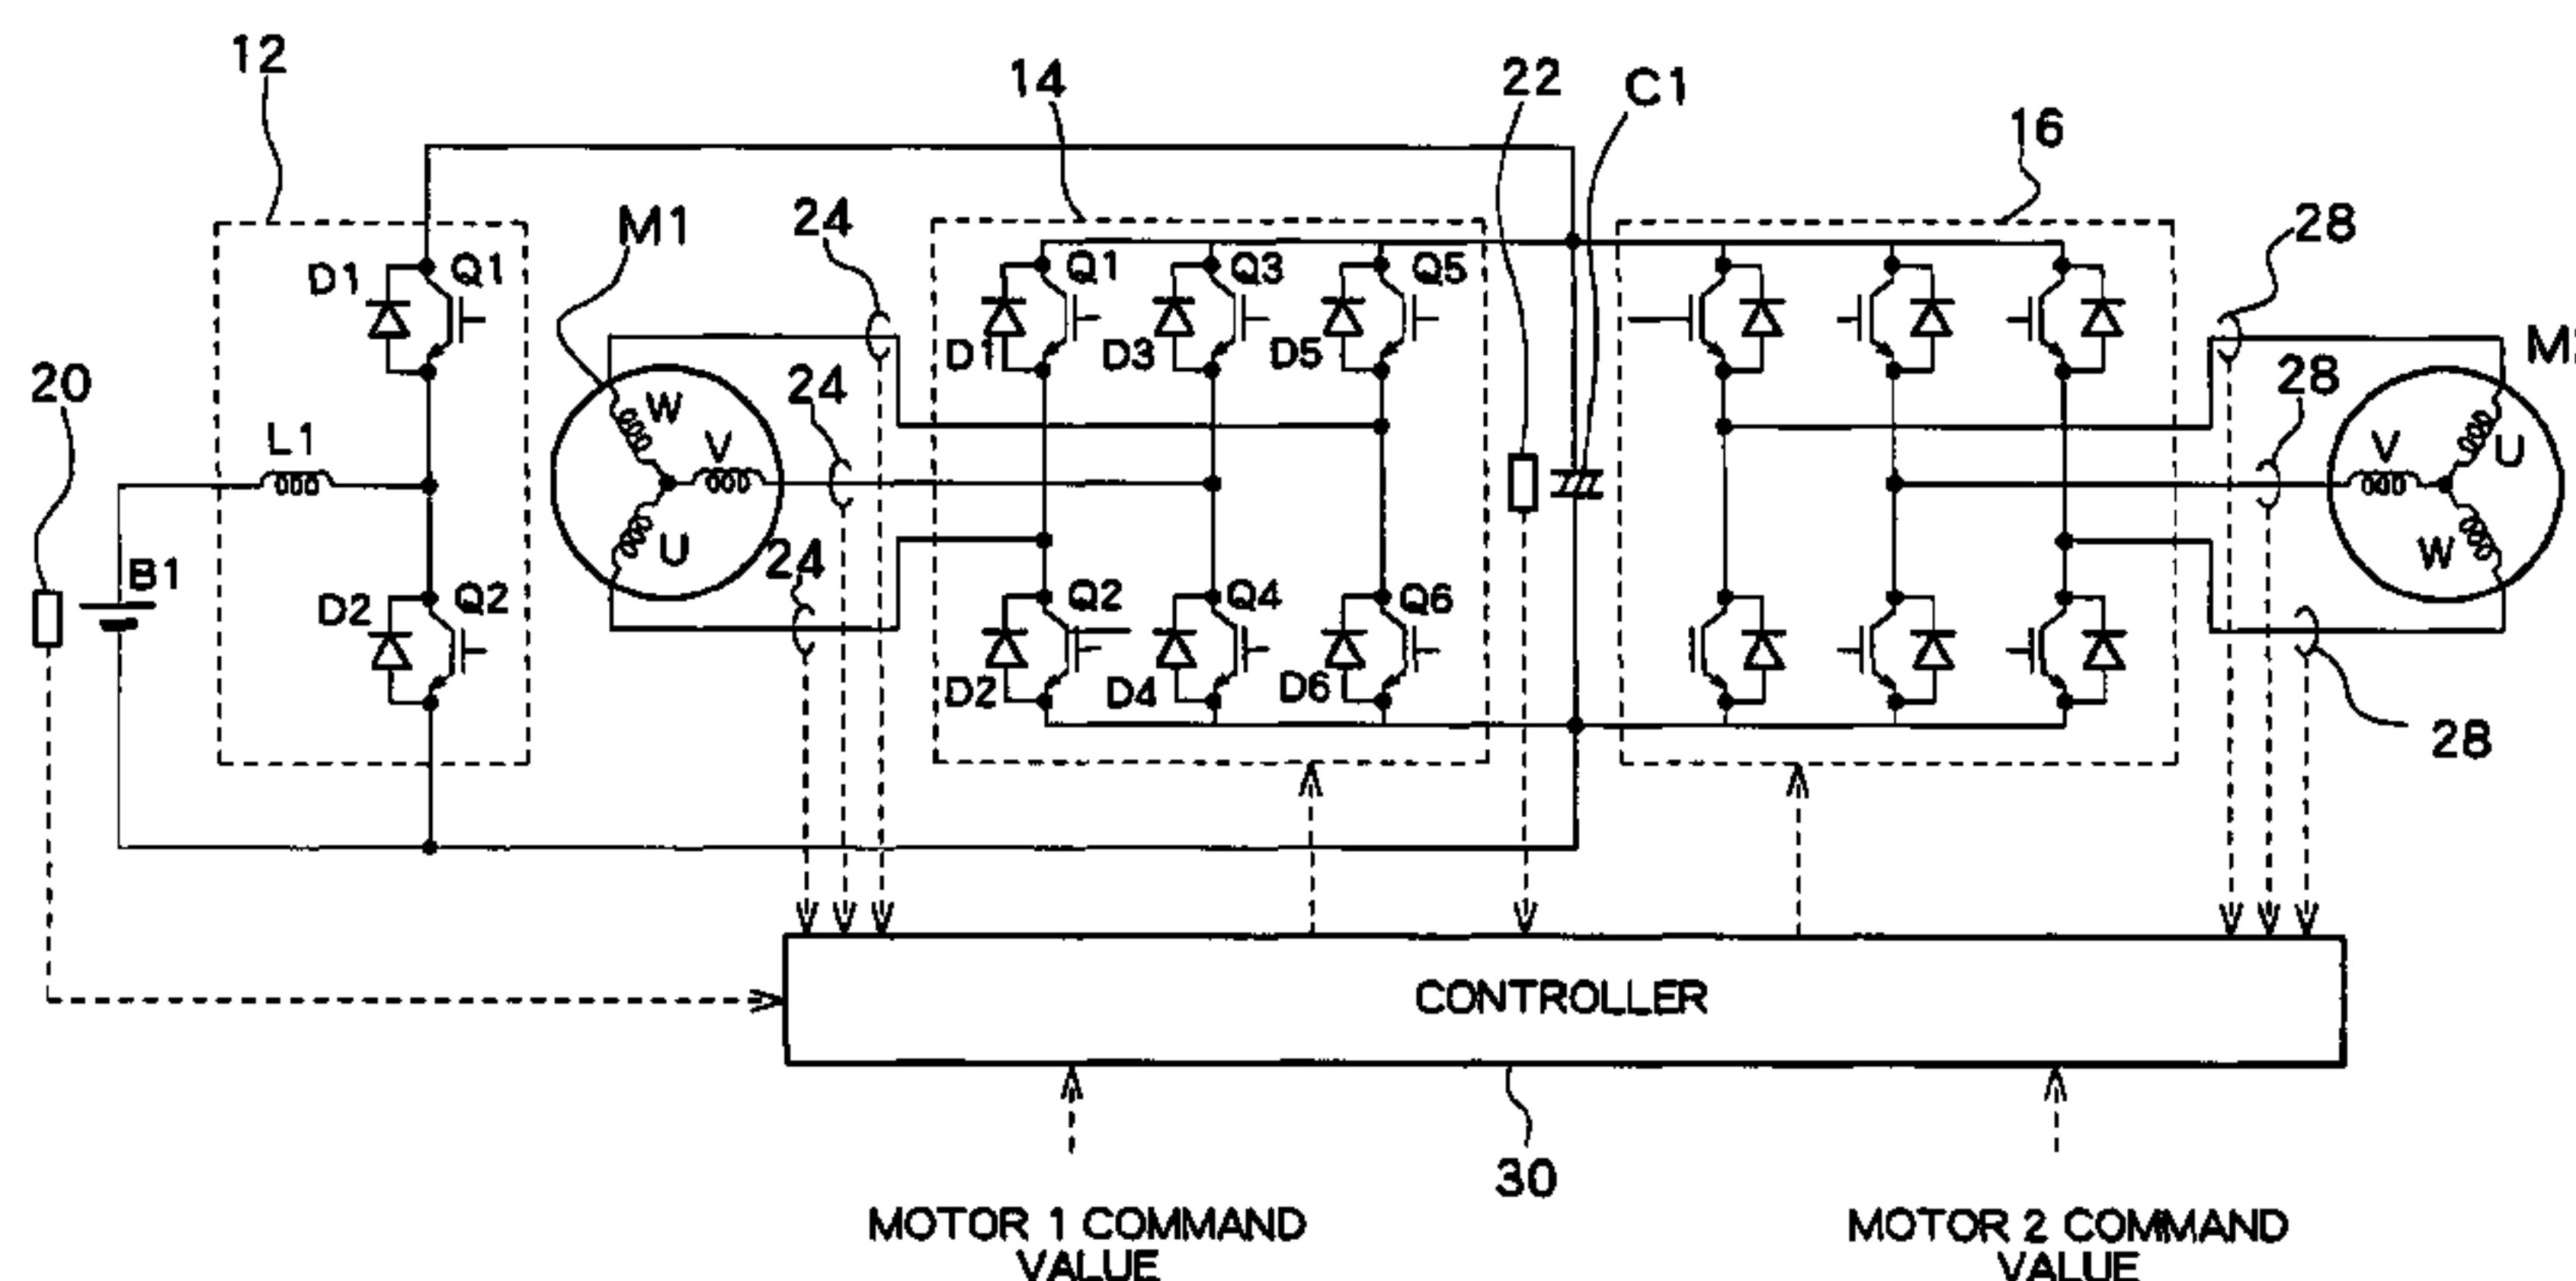 12
14
22
C1
16
M1
24
28
D1
Q1
Q1
Q3
Q5
D1
D3
D5
28
20
24
L1
W
V
U
V
U
W
B1
24
D2
Q2
Q2
Q4
Q6
D2
D4
D6
28
CONTROLLER
30
MOTOR 1 COMMAND
VALUE
MOTOR 2 COMMAND
VALUE